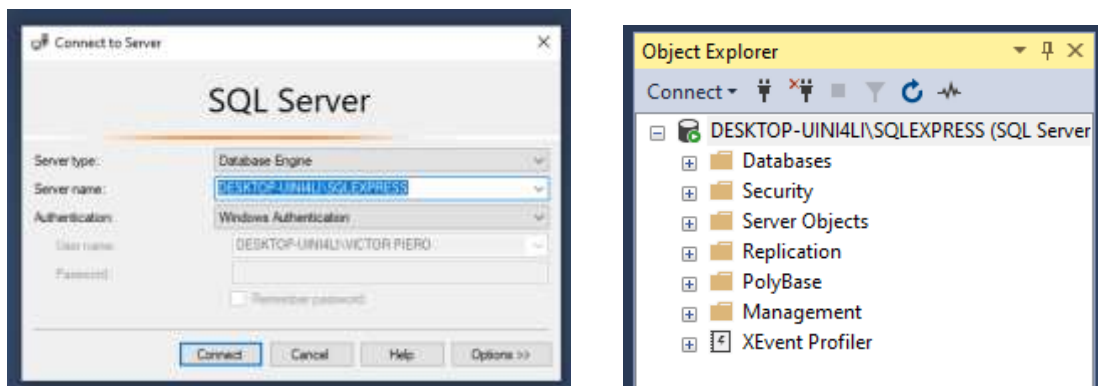 Connect to Server
SQL Server
Server type: Database Engine
Server name: DESKTOP-UINI4LI\SQLEXPRESS
Authentication: Windows Authentication
User name: DESKTOP-UINI4LI\VICTOR PIERO
Password:
Remember password
Connect Cancel Help Options >>
Object Explorer
Connect
DESKTOP-UINI4LI\SQLEXPRESS (SQL Server
Databases
Security
Server Objects
Replication
PolyBase
Management
XEvent Profiler